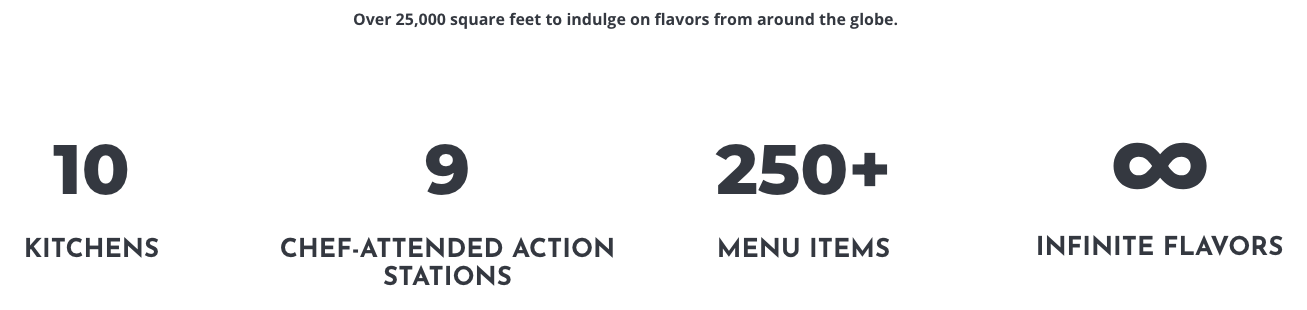 Over 25,000 square feet to indulge on flavors from around the globe.
10
KITCHENS
9
CHEF-ATTENDED ACTION
STATIONS
250+
MENU ITEMS
∞
INFINITE FLAVORS